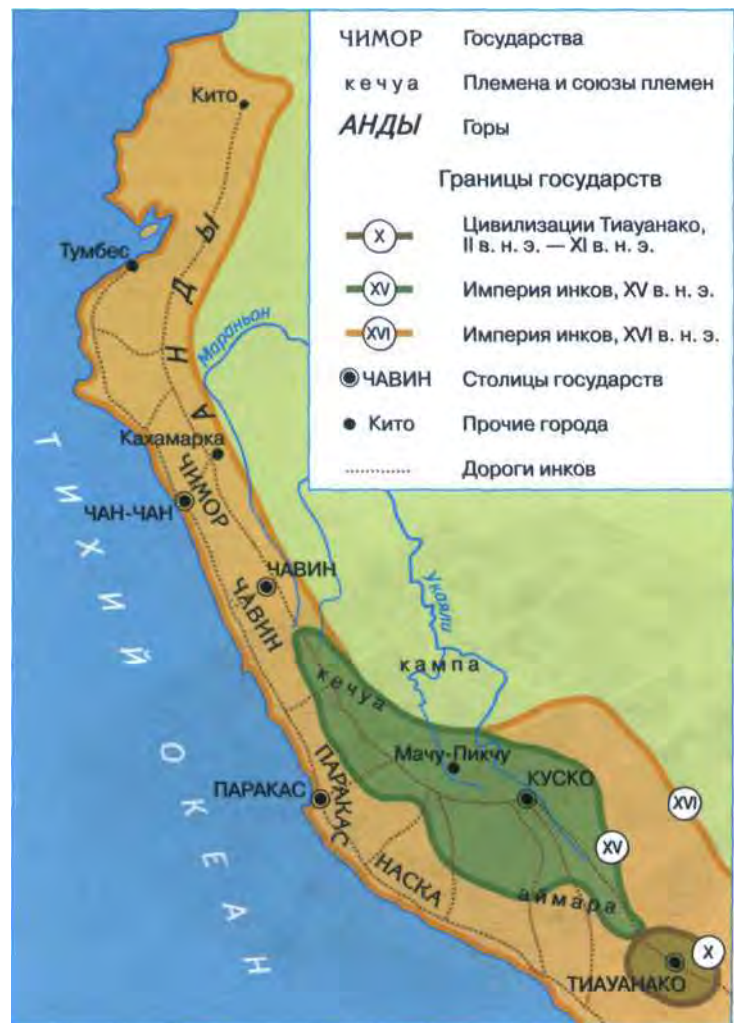 ЧИМОР Государства
кечуа Племена и союзы племен
АНДЫ Горы
Границы государств
X Цивилизации Тиауанако,
II в. н. э. — XI в. н. э.
XV Империя инков, XV в. н. э.
XVI Империя инков, XVI в. н. э.
ЧАВИН Столицы государств
Кито Прочие города
Дороги инков
Кито
Тумбес
АНДЫ
Мараньон
Кахамарка
ЧИМОР
ЧАН-ЧАН
ТИХИЙ ОКЕАН
ЧАВИН
ЧАВИН
Укаяли
кампа
кечуа
Мачу-Пикчу
КУСКО
ПАРАКАС
ПАРАКАС
XVI
XV
НАСКА
аймара
X
ТИАУАНАКО